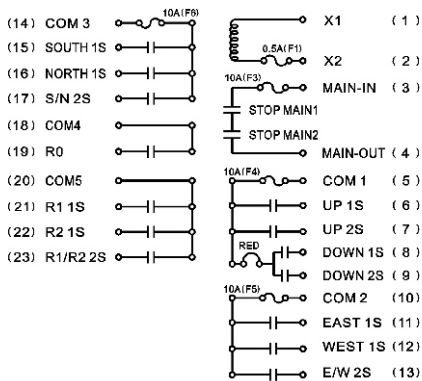 10A(F6)
(14) COM 3
(15) SOUTH 1S
(16) NORTH 1S
(17) S/N 2S
(18) COM4
(19) R0
(20) COM5
(21) R1 1S
(22) R2 1S
(23) R1/R2 2S
X1 (1)
0.5A(F1)
X2 (2)
10A(F3)
MAIN-IN (3)
STOP MAIN1
STOP MAIN2
MAIN-OUT (4)
10A(F4)
COM 1 (5)
UP 1S (6)
UP 2S (7)
RED
DOWN 1S (8)
DOWN 2S (9)
10A(F5)
COM 2 (10)
EAST 1S (11)
WEST 1S (12)
E/W 2S (13)